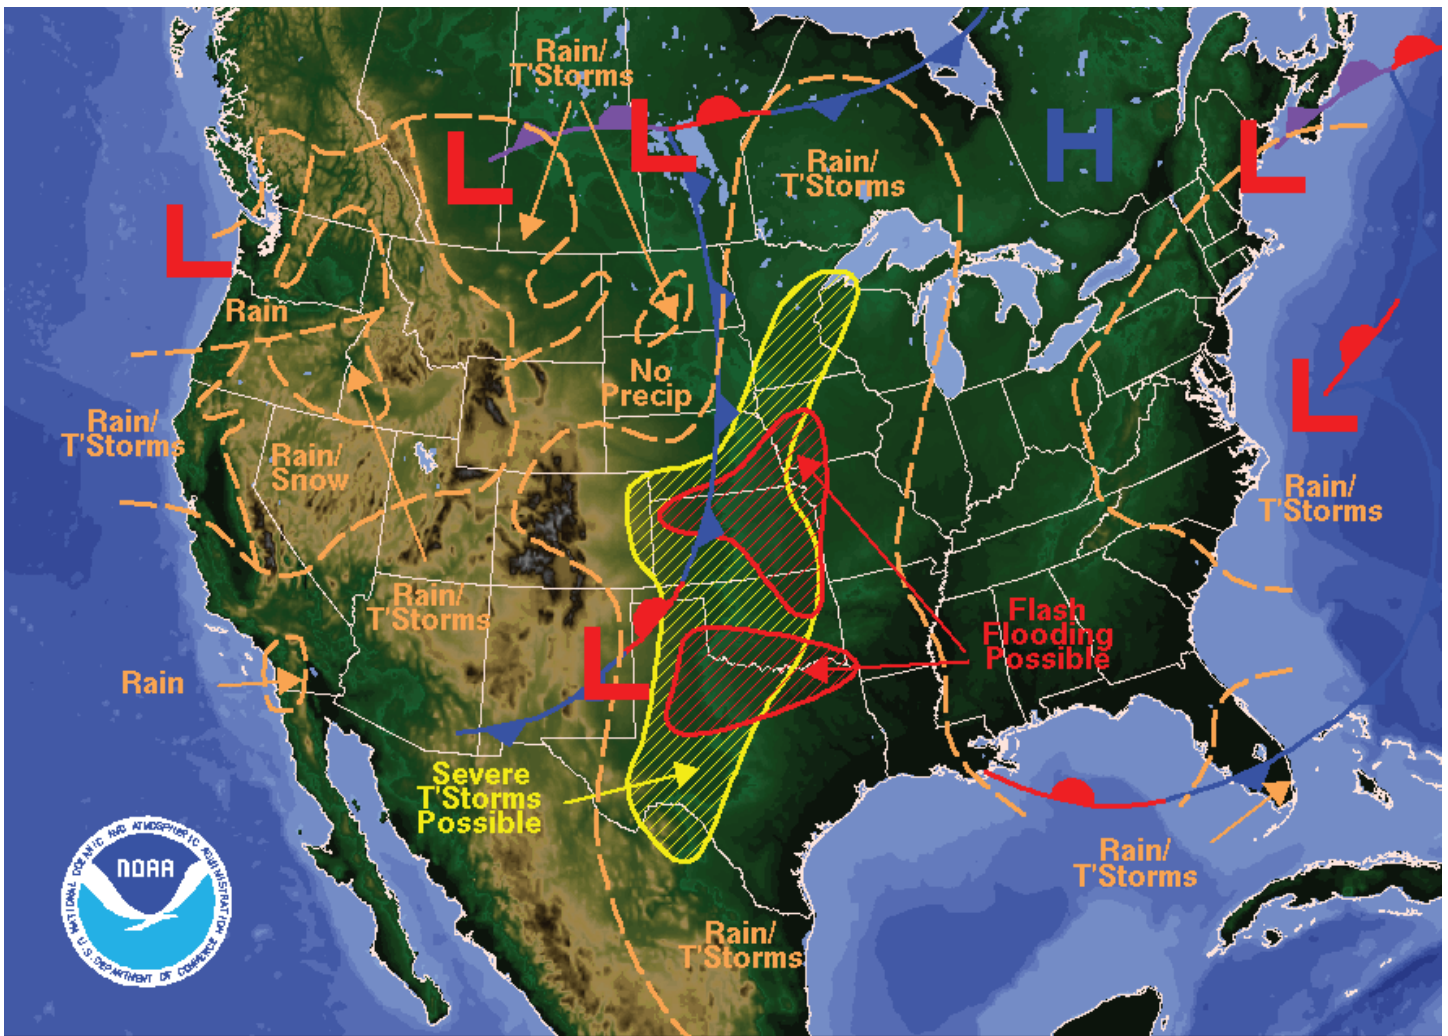 Rain/
T'Storms
L
L
L
H
L
Rain/
T'Storms
L
Rain
No
Precip
L
Rain/
T'Storms
Rain/
Snow
Rain/
T'Storms
Rain/
T'Storms
Flash
Flooding
Possible
L
Rain
Severe
T'Storms
Possible
Rain/
T'Storms
Rain/
T'Storms
NATIONAL OCEANIC AND ATMOSPHERIC ADMINISTRATION
NOAA
U.S. DEPARTMENT OF COMMERCE